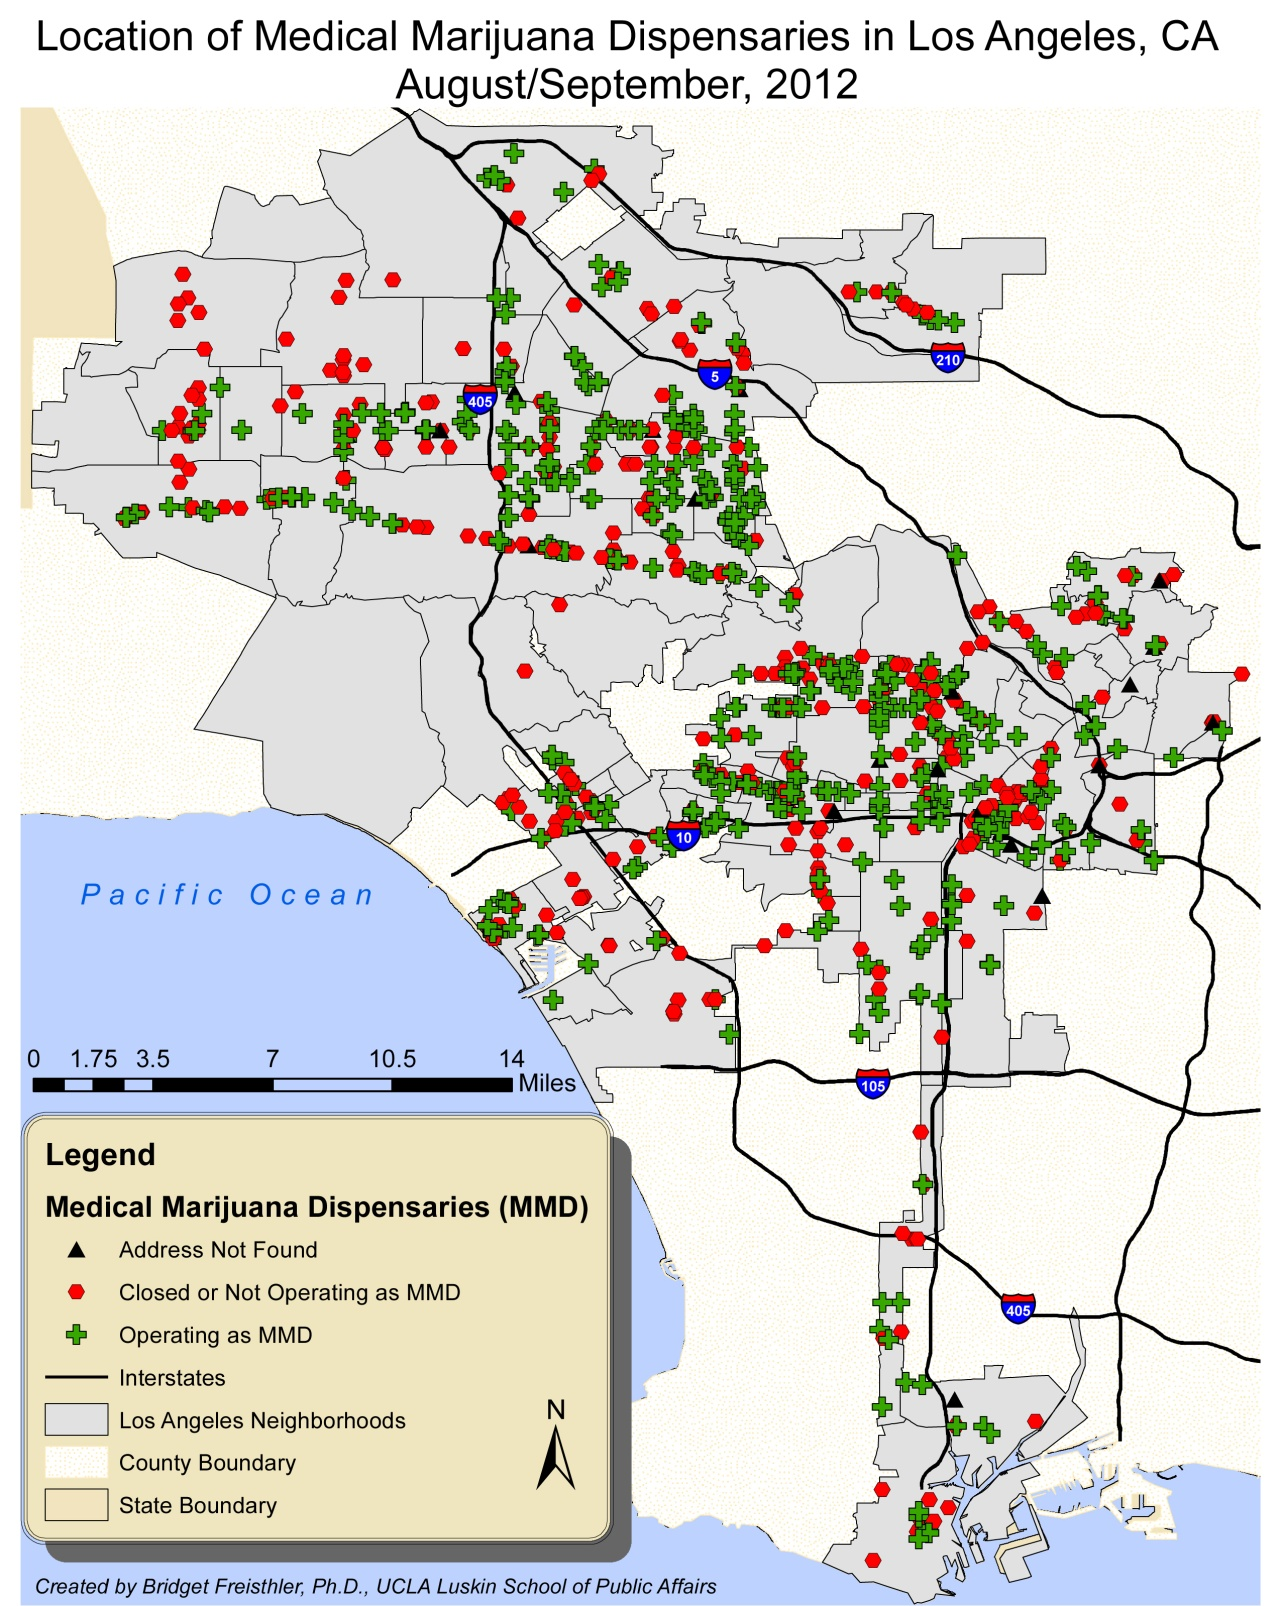 Location of Medical Marijuana Dispensaries in Los Angeles, CA
August/September, 2012
210
5
405
10
Pacific Ocean
0 1.75 3.5 7 10.5 14
Miles
105
405
Legend
Medical Marijuana Dispensaries (MMD)
Address Not Found
Closed or Not Operating as MMD
Operating as MMD
Interstates
Los Angeles Neighborhoods
County Boundary
State Boundary
N
Created by Bridget Freisthler, Ph.D., UCLA Luskin School of Public Affairs